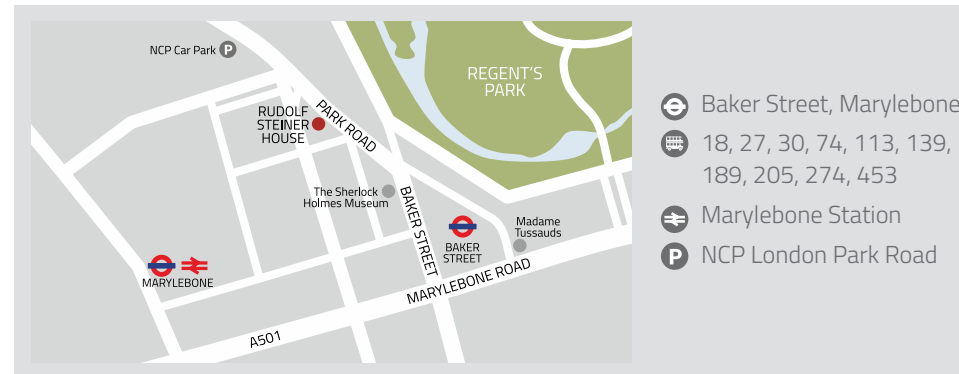 NCP Car Park P
REGENT'S
PARK
RUDOLF
STEINER
HOUSE
PARK ROAD
The Sherlock
Holmes Museum
BAKER STREET
BAKER
STREET
Madame
Tussauds
MARYLEBONE
MARYLEBONE ROAD
A501
Baker Street, Marylebone
18, 27, 30, 74, 113, 139,
189, 205, 274, 453
Marylebone Station
P NCP London Park Road